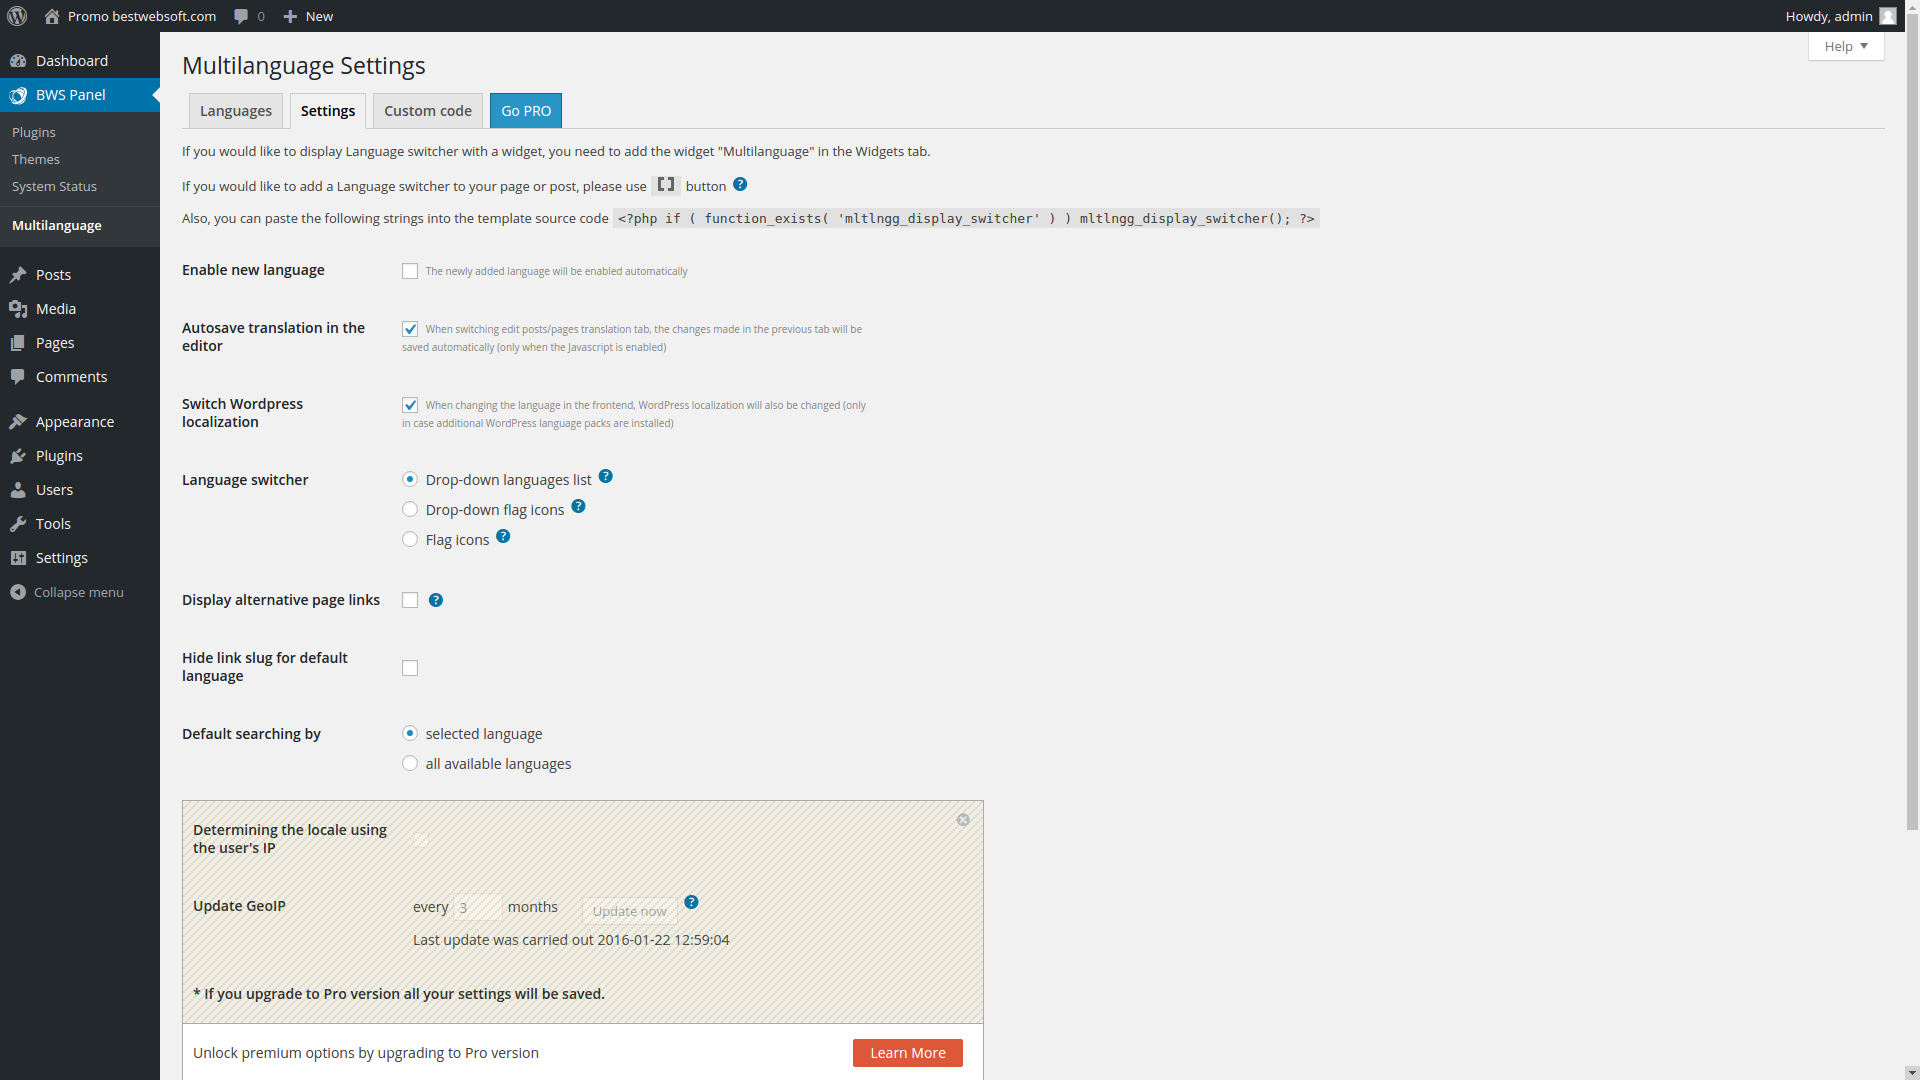 Promo bestwebsoft.com 0 New Howdy, admin
Help
Dashboard
BWS Panel
Plugins
Themes
System Status
Multilanguage
Posts
Media
Pages
Comments
Appearance
Plugins
Users
Tools
Settings
Collapse menu
Multilanguage Settings
Languages Settings Custom code Go PRO
If you would like to display Language switcher with a widget, you need to add the widget "Multilanguage" in the Widgets tab.
If you would like to add a Language switcher to your page or post, please use [] button ?
Also, you can paste the following strings into the template source code <?php if ( function_exists( 'mltlngg_display_switcher' ) ) mltlngg_display_switcher(); ?>
Enable new language The newly added language will be enabled automatically
Autosave translation in the editor
When switching edit posts/pages translation tab, the changes made in the previous tab will be
saved automatically (only when the Javascript is enabled)
Switch Wordpress
localization
When changing the language in the frontend, WordPress localization will also be changed (only
in case additional WordPress language packs are installed)
Language switcher
Drop-down languages list ?
Drop-down flag icons ?
Flag icons ?
Display alternative page links ?
Hide link slug for default
language
Default searching by
selected language
all available languages
Determining the locale using
the user's IP
Update GeoIP every 3 months Update now ?
Last update was carried out 2016-01-22 12:59:04
* If you upgrade to Pro version all your settings will be saved.
Unlock premium options by upgrading to Pro version Learn More